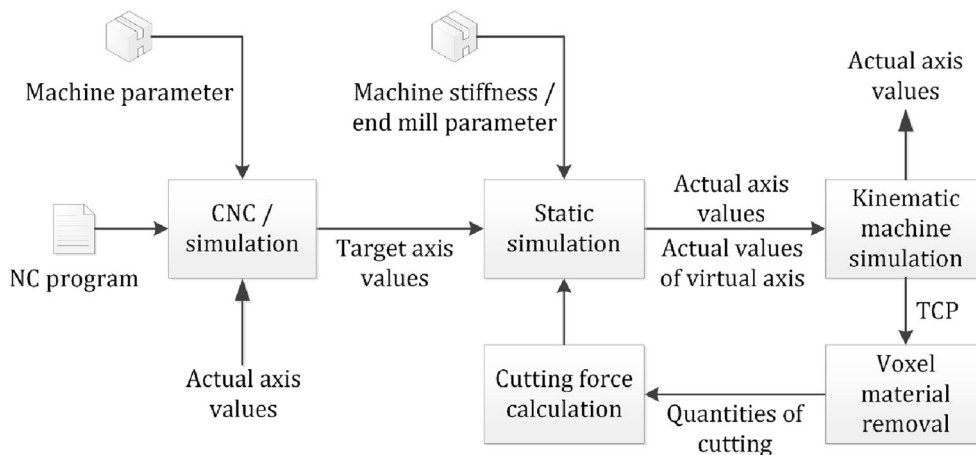 Machine parameter
Machine stiffness /
end mill parameter
Actual axis
values
NC program
CNC /
simulation
Target axis
values
Static
simulation
Actual axis
values
Actual values
of virtual axis
Kinematic
machine
simulation
TCP
Actual axis
values
Cutting force
calculation
Quantities of
cutting
Voxel
material
removal